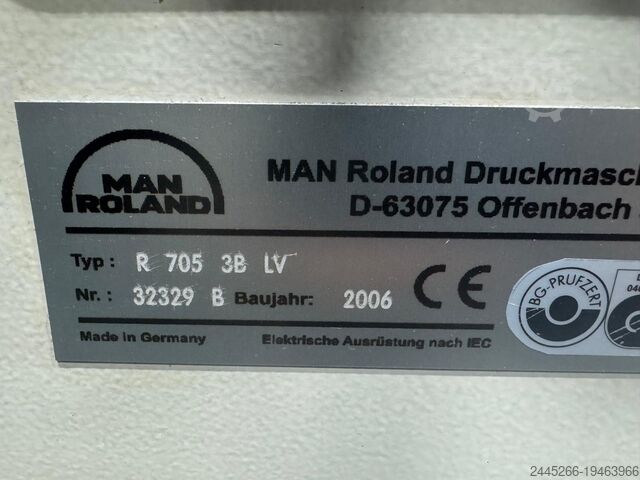 MAN
ROLAND
MAN Roland Druckmasch
D-63075 Offenbach
Typ: R 705 3B LV
Nr.: 32329 B Baujahr: 2006 CE
BG-PRÜFZERT
Made in Germany Elektrische Ausrüstung nach IEC
2445266-19463966